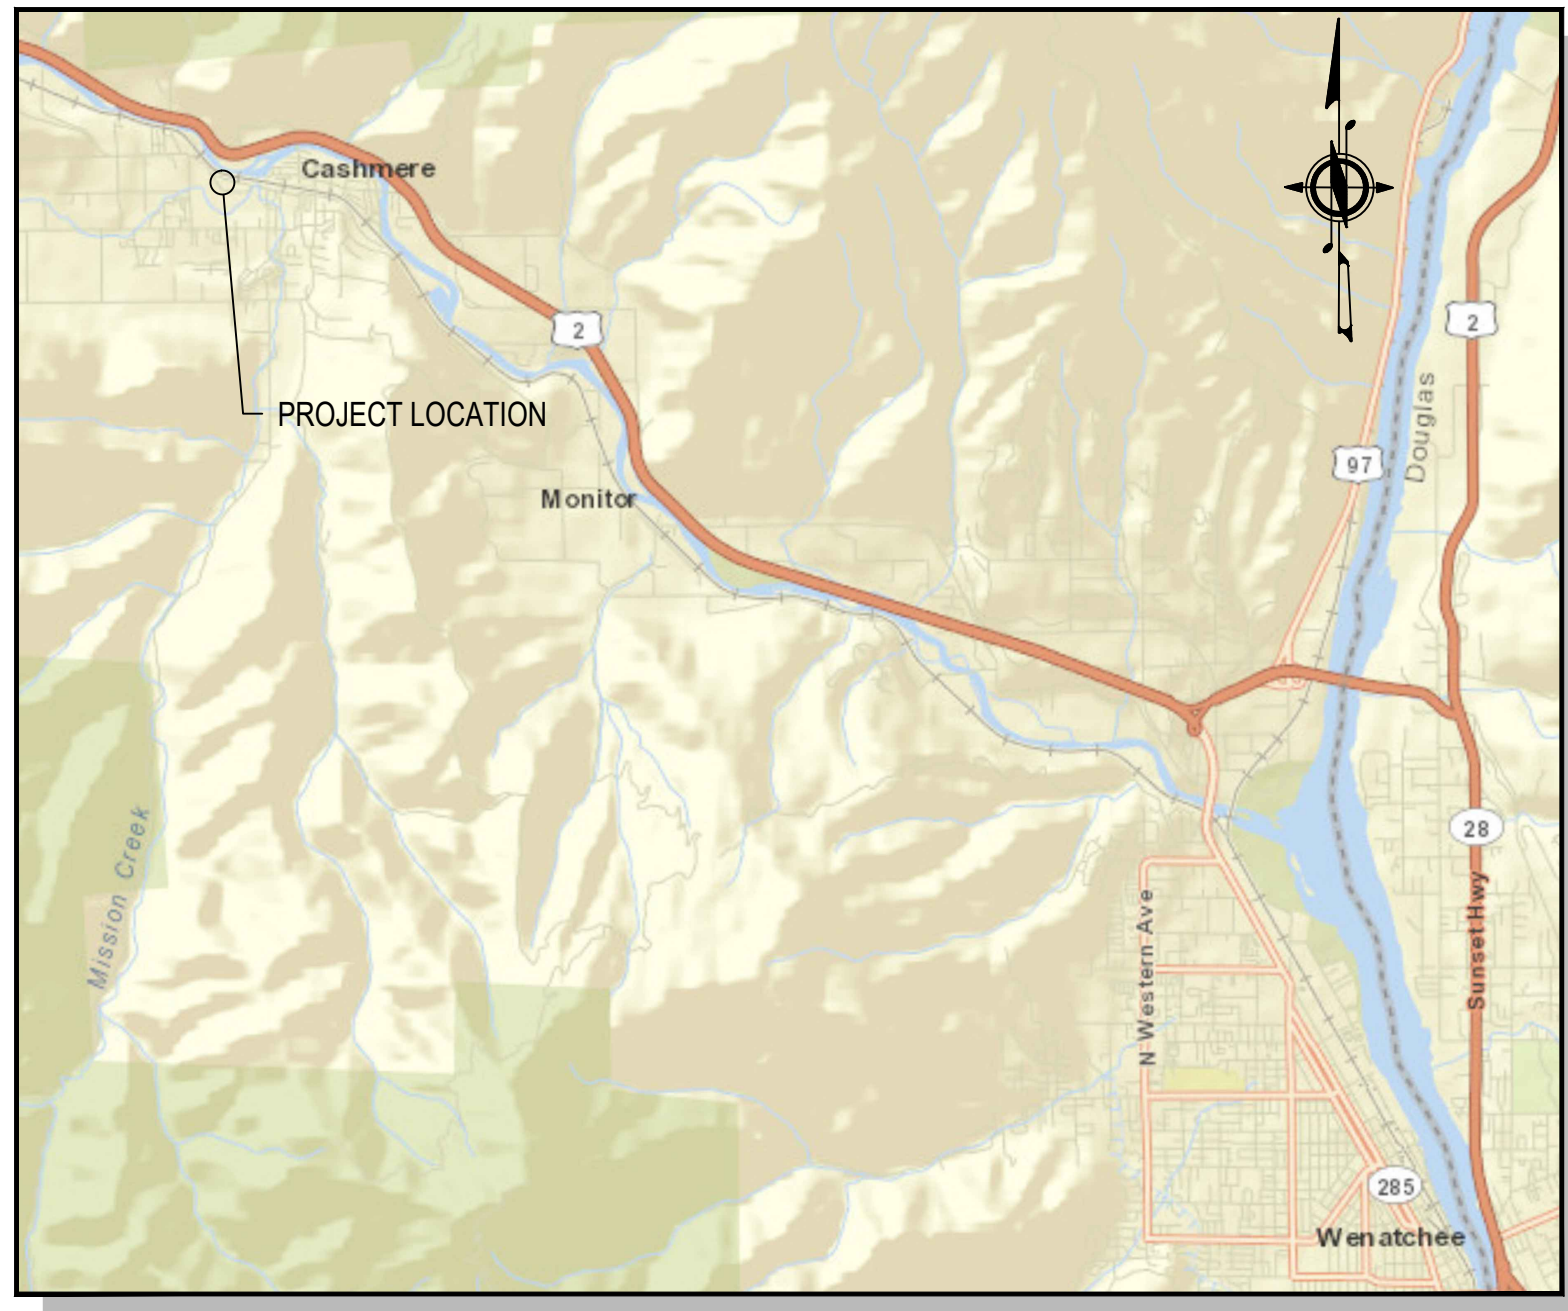 Cashmere
2
2
Douglas
PROJECT LOCATION
97
Monitor
Mission Creek
28
N Western Ave
Sunset Hwy
285
Wenatchee